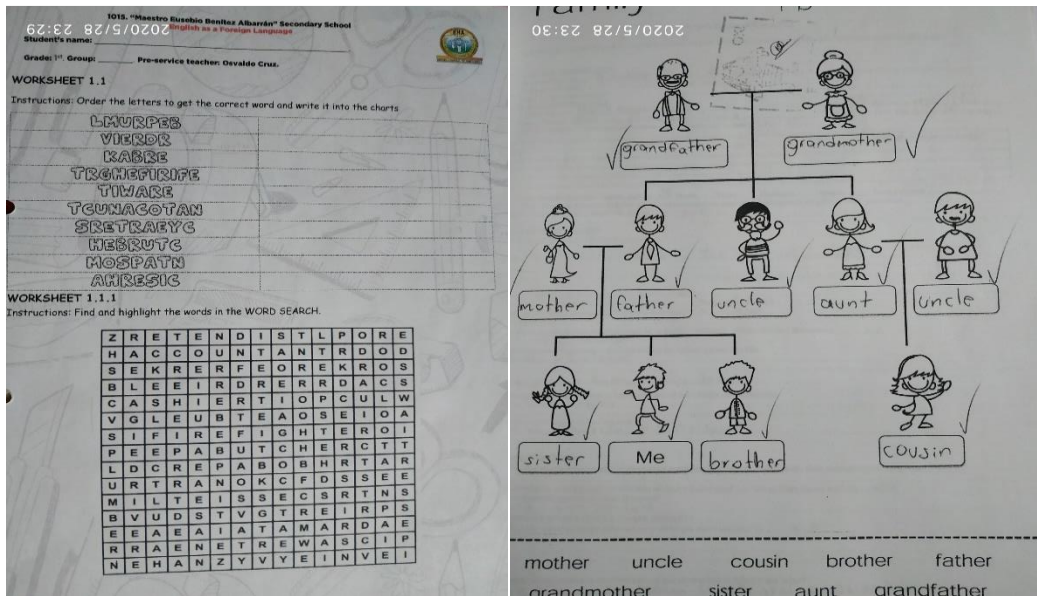 1015. "Maestro Eusebio Benítez Albarrán" Secondary School
2020/5/28 23:29
English as a Foreign Language
Student's name:
Grade: 1st. Group: Pre-service teacher: Osvaldo Cruz.
WORKSHEET 1.1
Instructions: Order the letters to get the correct word and write it into the charts
LMURPEB
VIERDR
KABRE
TRGHEFIRIFE
TIWARE
TCUNACOTAN
SRETRAEYC
HEBRUTC
MOSPATN
AHRESIC
WORKSHEET 1.1.1
Instructions: Find and highlight the words in the WORD SEARCH.
Z R E T E N D I S T L P O R E
H A C C O U N T A N T R D O D
S E K R E R F E O R E K R O S
B L E E I R D R E R R D A C S
C A S H I E R T I O P C U L W
V G L E U B T E A O S E I O A
S I F I R E F I G H T E R O I
P E E P A B U T C H E R C T T
L D C R E P A B O B H R T A R
U R T R A N O K C F D S S E E
M I L T E I S S E C S R T N S
B V U D S T V G T R E I R P S
E E A E A I A T A M A R D A E
R R A E N E T R E W A S C I P
N E H A N Z Y V Y E I N V E I
Family
2020/5/28 23:30
grandfather grandmother
mother father uncle aunt uncle
sister Me brother cousin
mother uncle cousin brother father
grandmother sister aunt grandfather